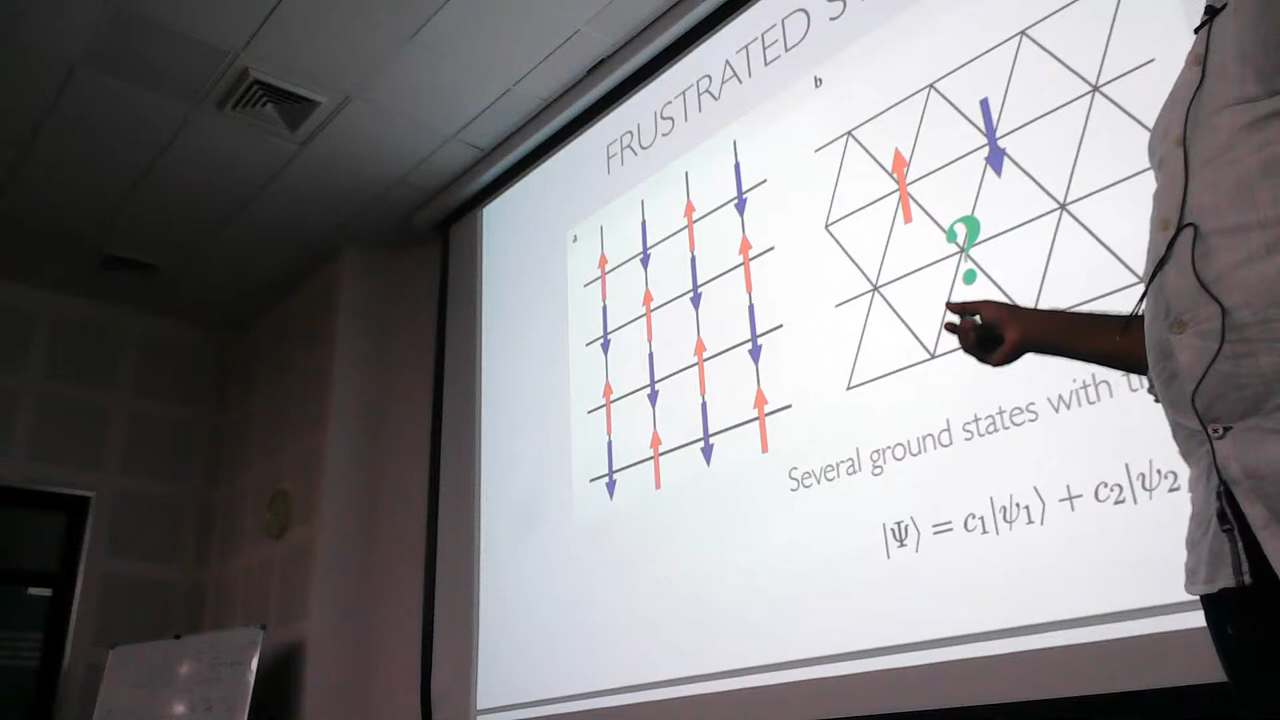 FRUSTRATED
a
b
?
Several ground states with
|Ψ⟩ = c₁|ψ₁⟩ + c₂|ψ₂